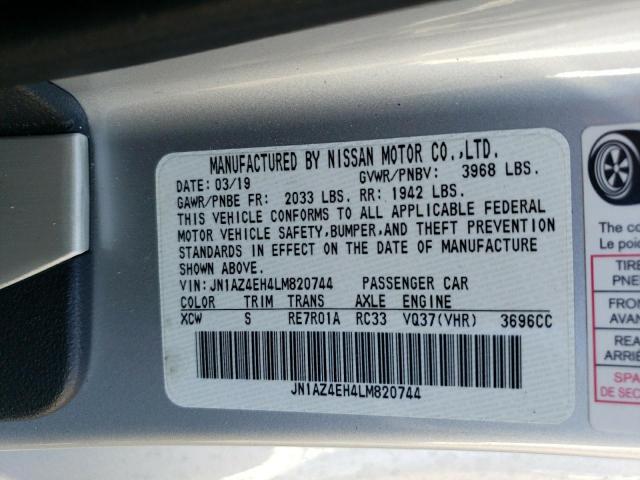 MANUFACTURED BY NISSAN MOTOR CO.,LTD.
DATE: 03/19 GVWR/PNBV: 3968 LBS.
GAWR/PNBE FR: 2033 LBS. RR: 1942 LBS.
THIS VEHICLE CONFORMS TO ALL APPLICABLE FEDERAL
MOTOR VEHICLE SAFETY,BUMPER,AND THEFT PREVENTION
STANDARDS IN EFFECT ON THE DATE OF MANUFACTURE
SHOWN ABOVE.
VIN: JN1AZ4EH4LM820744 PASSENGER CAR
COLOR TRIM TRANS AXLE ENGINE
XCW S RE7R01A RC33 VQ37(VHR) 3696CC
JN1AZ4EH4LM820744
The co
Le poi
TIRE
PNE
FRO
AVAN
REA
ARRIÈ
SPA
DE SEC